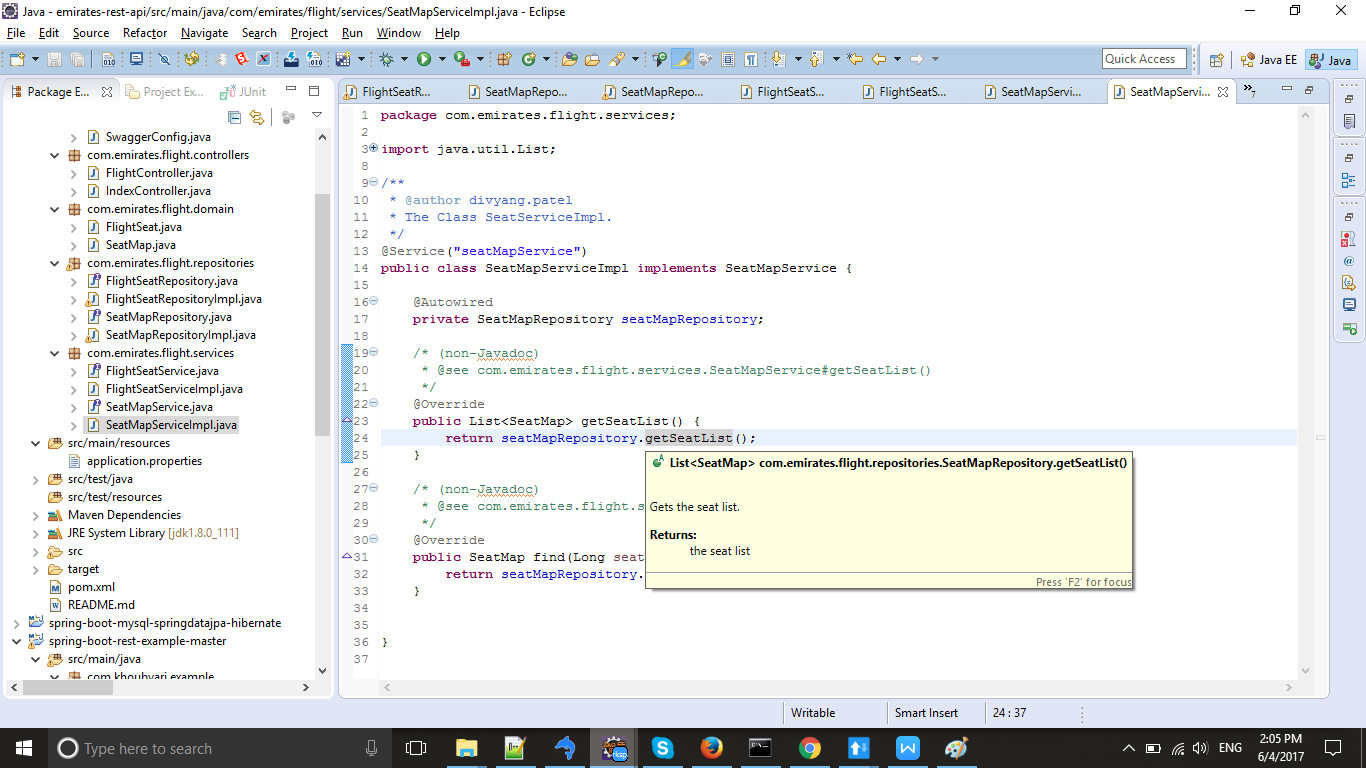 Java - emirates-rest-api/src/main/java/com/emirates/flight/services/SeatMapServiceImpl.java - Eclipse
File Edit Source Refactor Navigate Search Project Run Window Help
Quick Access
Java EE
Java
Package E...
Project Ex...
JUnit
SwaggerConfig.java
com.emirates.flight.controllers
FlightController.java
IndexController.java
com.emirates.flight.domain
FlightSeat.java
SeatMap.java
com.emirates.flight.repositories
FlightSeatRepository.java
FlightSeatRepositoryImpl.java
SeatMapRepository.java
SeatMapRepositoryImpl.java
com.emirates.flight.services
FlightSeatService.java
FlightSeatServiceImpl.java
SeatMapService.java
SeatMapServiceImpl.java
src/main/resources
application.properties
src/test/java
src/test/resources
Maven Dependencies
JRE System Library [jdk1.8.0_111]
src
target
pom.xml
README.md
spring-boot-mysql-springdatajpa-hibernate
spring-boot-rest-example-master
src/main/java
com.khoubyari.example
FlightSeatR...
SeatMapRepo...
SeatMapRepo...
FlightSeatS...
FlightSeatS...
SeatMapServi...
SeatMapServi...
»7
1 package com.emirates.flight.services;
2
3 import java.util.List;
8
9 /**
10 * @author divyang.patel
11 * The Class SeatServiceImpl.
12 */
13 @Service("seatMapService")
14 public class SeatMapServiceImpl implements SeatMapService {
15
16 @Autowired
17 private SeatMapRepository seatMapRepository;
18
19 /* (non-Javadoc)
20 * @see com.emirates.flight.services.SeatMapService#getSeatList()
21 */
22 @Override
23 public List<SeatMap> getSeatList() {
24 return seatMapRepository.getSeatList();
25 }
26
27 /* (non-Javadoc)
28 * @see com.emirates.flight.s
29 */
30 @Override
31 public SeatMap find(Long seat
32 return seatMapRepository.
33 }
34
35
36 }
37
List<SeatMap> com.emirates.flight.repositories.SeatMapRepository.getSeatList()
Gets the seat list.
Returns:
the seat list
Press 'F2' for focus
Writable
Smart Insert
24 : 37
Type here to search
ENG
2:05 PM
6/4/2017